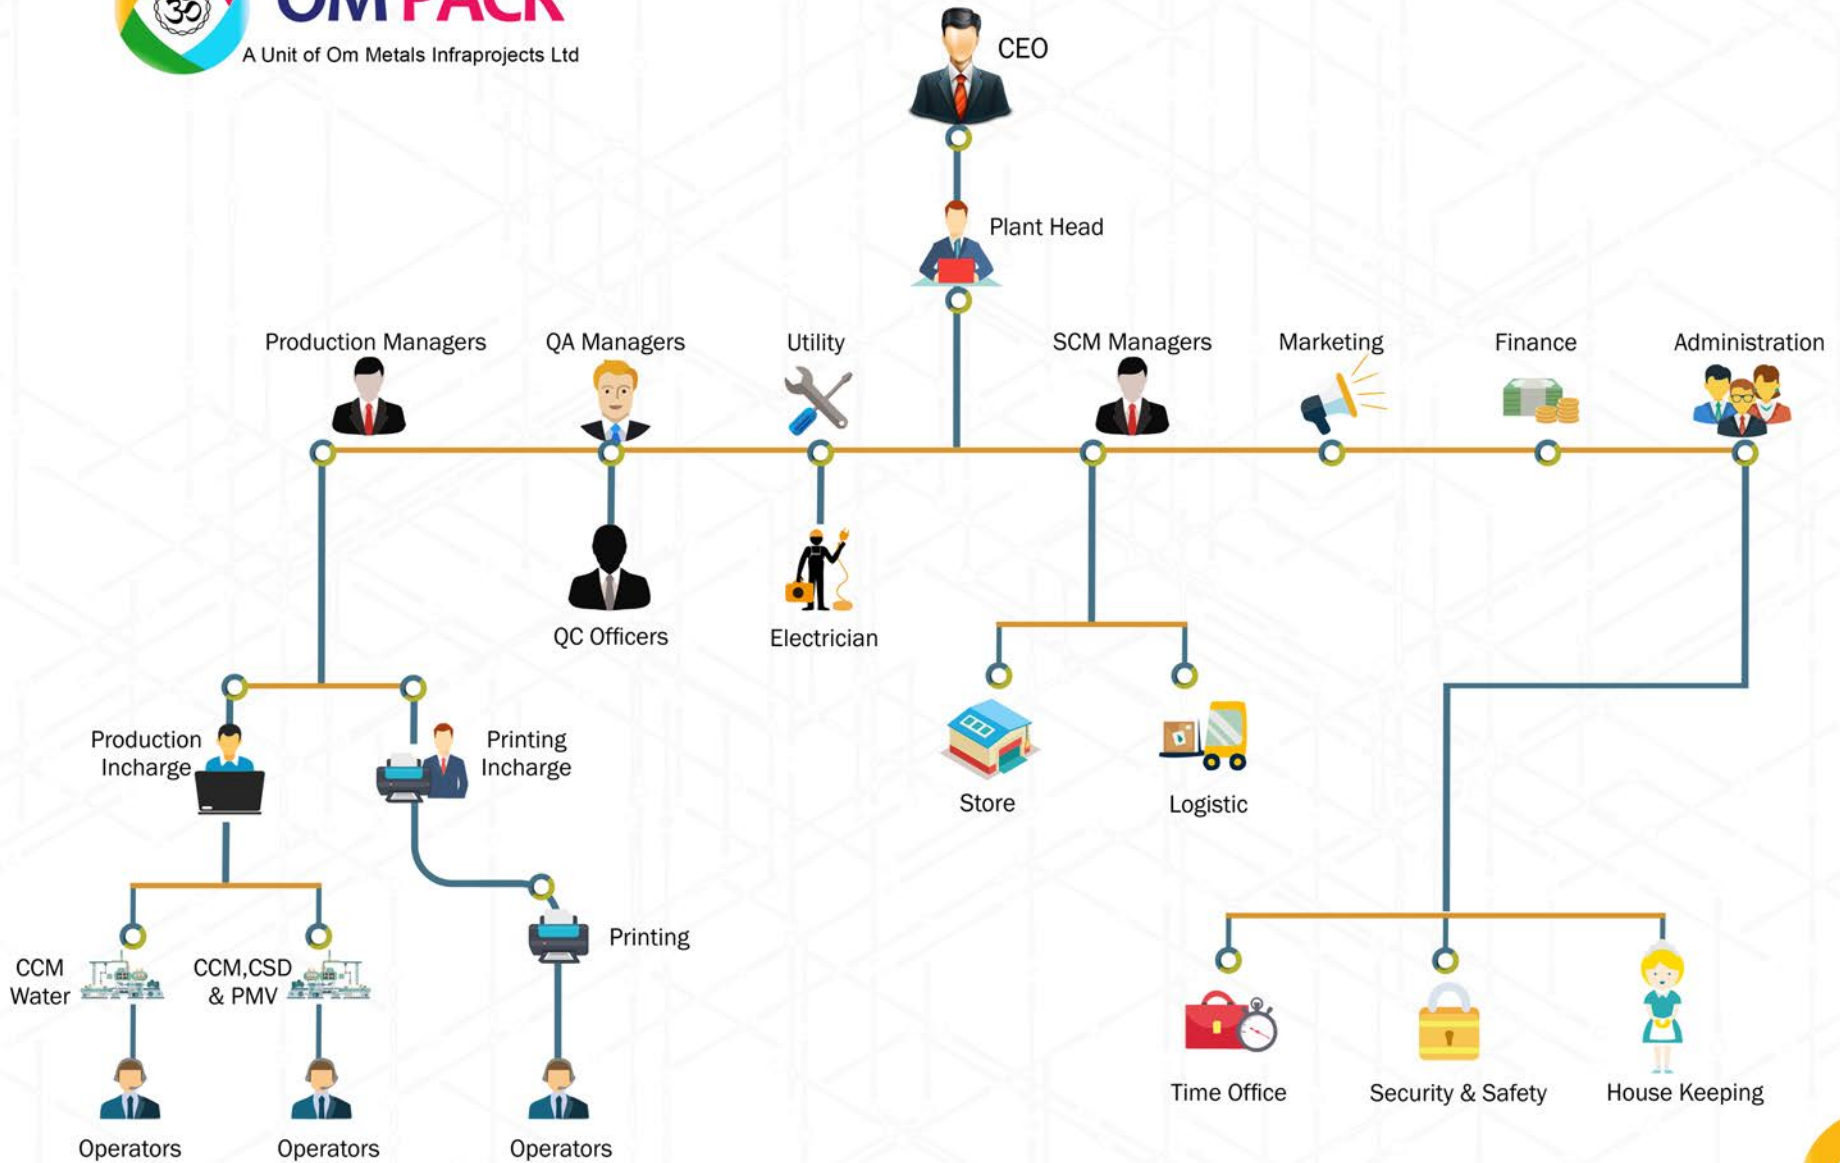 ॐ
OM PACK
A Unit of Om Metals Infraprojects Ltd
CEO
Plant Head
Production Managers
QA Managers
Utility
SCM Managers
Marketing
Finance
Administration
QC Officers
Electrician
Production
Incharge
Printing
Incharge
Store
Logistic
Printing
CCM
Water
CCM,CSD
& PMV
Time Office
Security & Safety
House Keeping
Operators
Operators
Operators